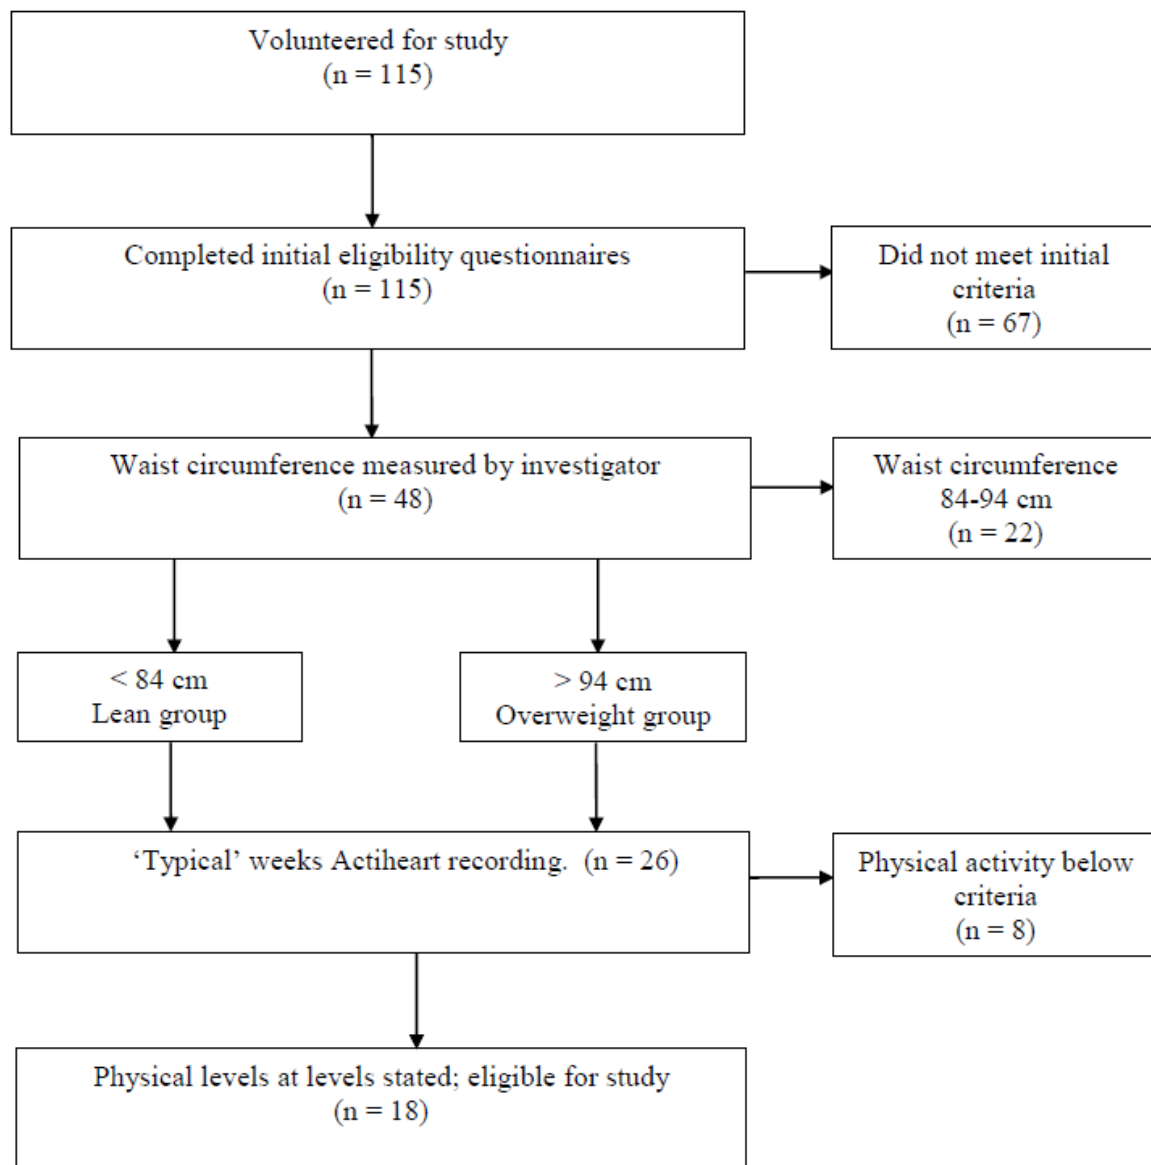 Volunteered for study
(n = 115)
Completed initial eligibility questionnaires
(n = 115)
Did not meet initial
criteria
(n = 67)
Waist circumference measured by investigator
(n = 48)
Waist circumference
84-94 cm
(n = 22)
< 84 cm
Lean group
> 94 cm
Overweight group
‘Typical’ weeks Actiheart recording.  (n = 26)
Physical activity below
criteria
(n = 8)
Physical levels at levels stated; eligible for study
(n = 18)